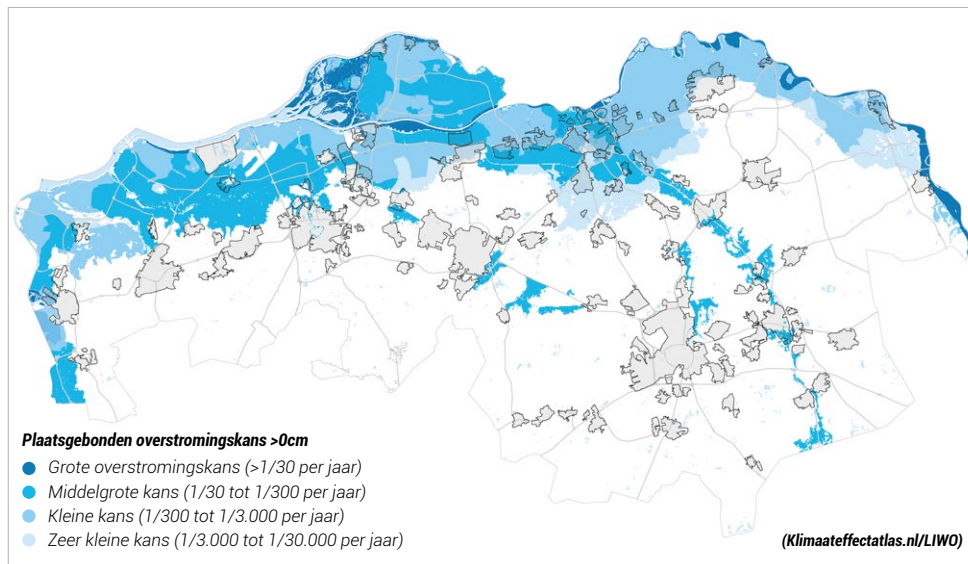 Plaatsgebonden overstromingskans >0cm
Grote overstromingskans (>1/30 per jaar)
Middelgrote kans (1/30 tot 1/300 per jaar)
Kleine kans (1/300 tot 1/3.000 per jaar)
Zeer kleine kans (1/3.000 tot 1/30.000 per jaar)
(Klimaateffectatlas.nl/LIWO)